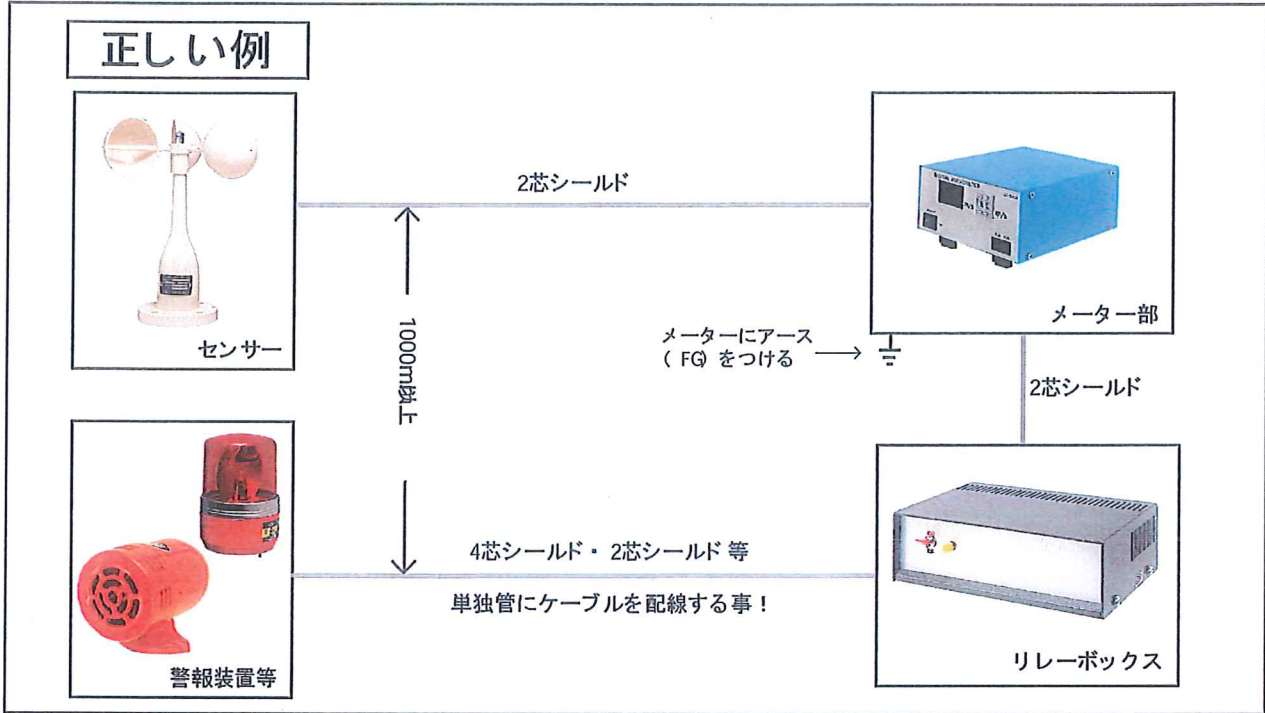 正しい例
2芯シールド
センサー
1000m以上
メーター部
メーターにアース
( FG) をつける
2芯シールド
4芯シールド・2芯シールド 等
単独管にケーブルを配線する事！
警報装置等
リレーボックス